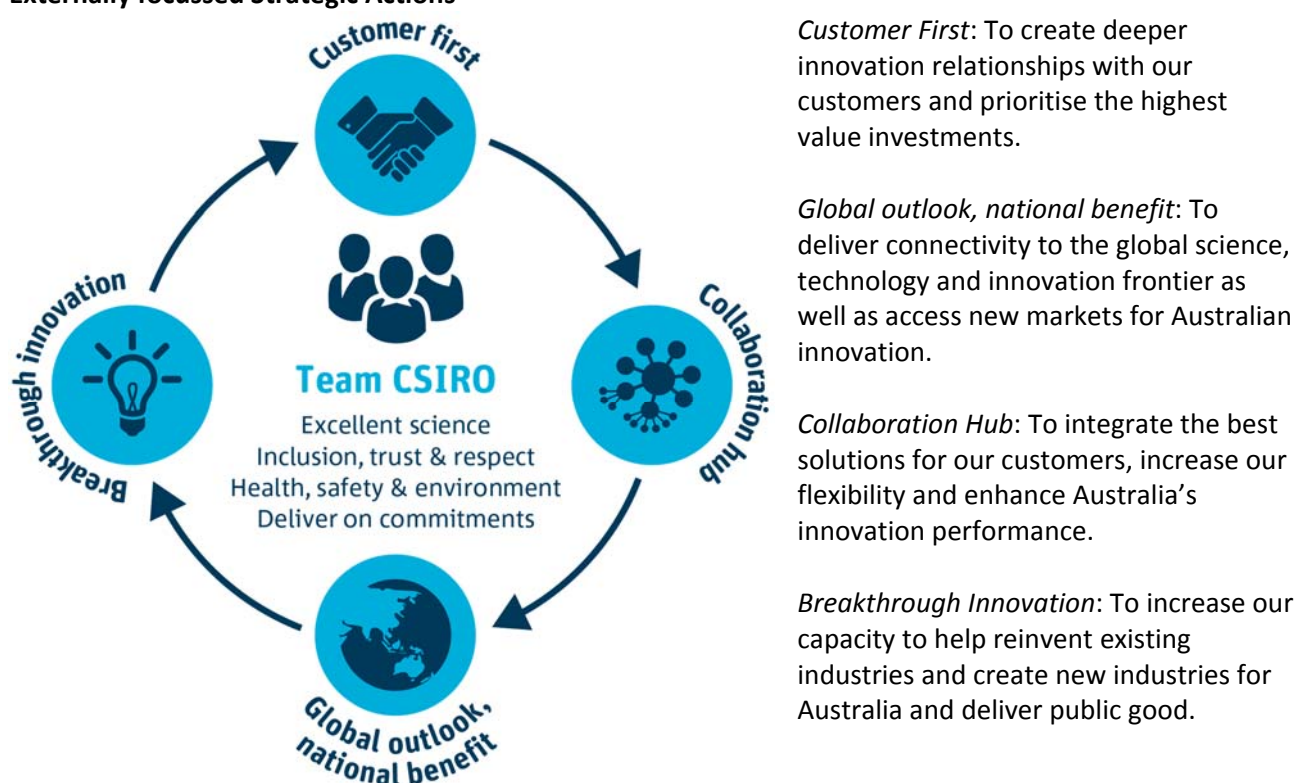 Externally focussed Strategic Actions
Customer first
Collaboration hub
Global outlook,
national benefit
Breakthrough innovation
Team CSIRO
Excellent science
Inclusion, trust & respect
Health, safety & environment
Deliver on commitments
Customer First: To create deeper
innovation relationships with our
customers and prioritise the highest
value investments.
Global outlook, national benefit: To
deliver connectivity to the global science,
technology and innovation frontier as
well as access new markets for Australian
innovation.
Collaboration Hub: To integrate the best
solutions for our customers, increase our
flexibility and enhance Australia’s
innovation performance.
Breakthrough Innovation: To increase our
capacity to help reinvent existing
industries and create new industries for
Australia and deliver public good.